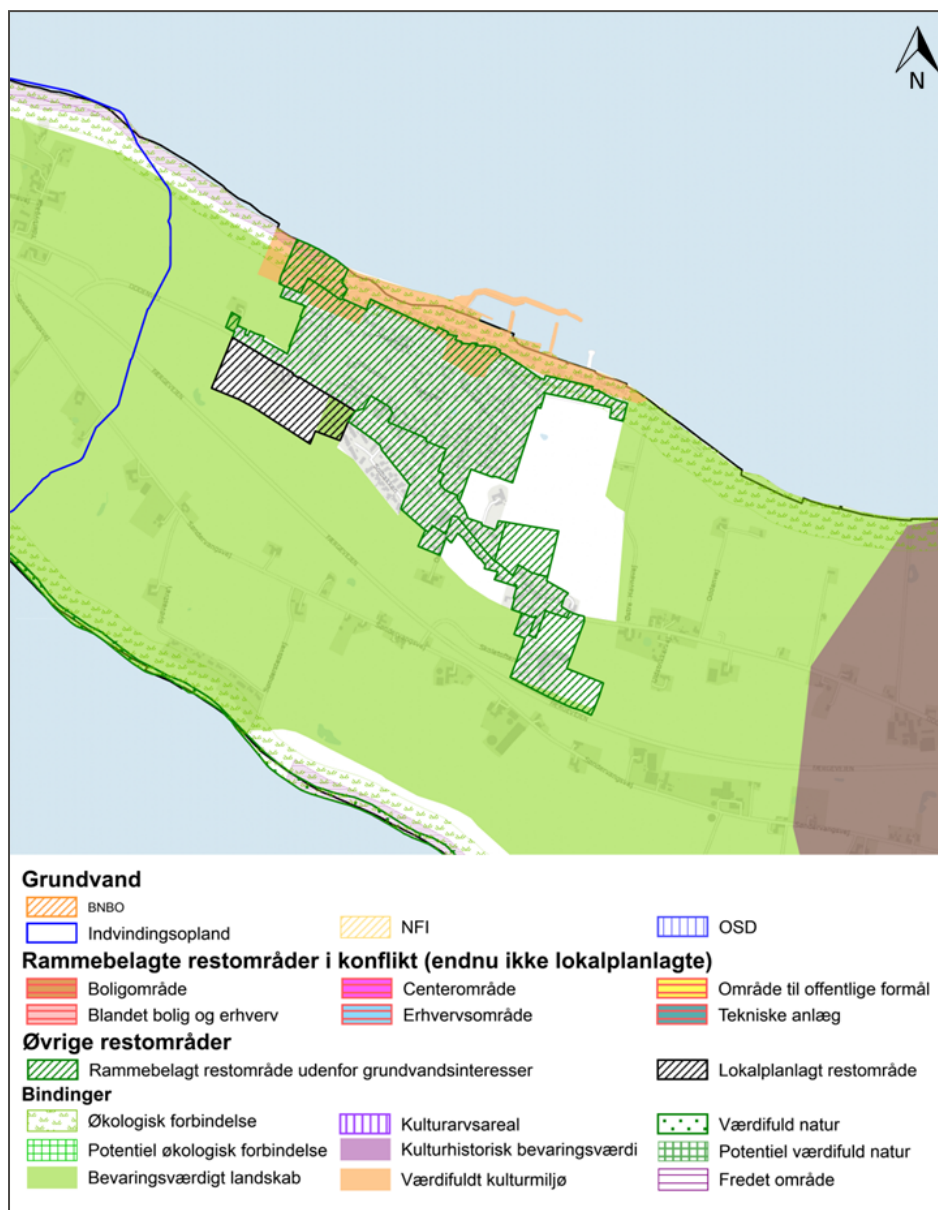 N
Grundvand
BNBO
NFI
OSD
Indvindingsopland
Rammebelagte restområder i konflikt (endnu ikke lokalplanlagte)
Boligområde
Centerområde
Område til offentlige formål
Blandet bolig og erhverv
Erhvervsområde
Tekniske anlæg
Øvrige restområder
Rammebelagt restområde udenfor grundvandsinteresser
Lokalplanlagt restområde
Bindinger
Økologisk forbindelse
Kulturarvsareal
Værdifuld natur
Potentiel økologisk forbindelse
Kulturhistorisk bevaringsværdi
Potentiel værdifuld natur
Bevaringsværdigt landskab
Værdifuldt kulturmiljø
Fredet område